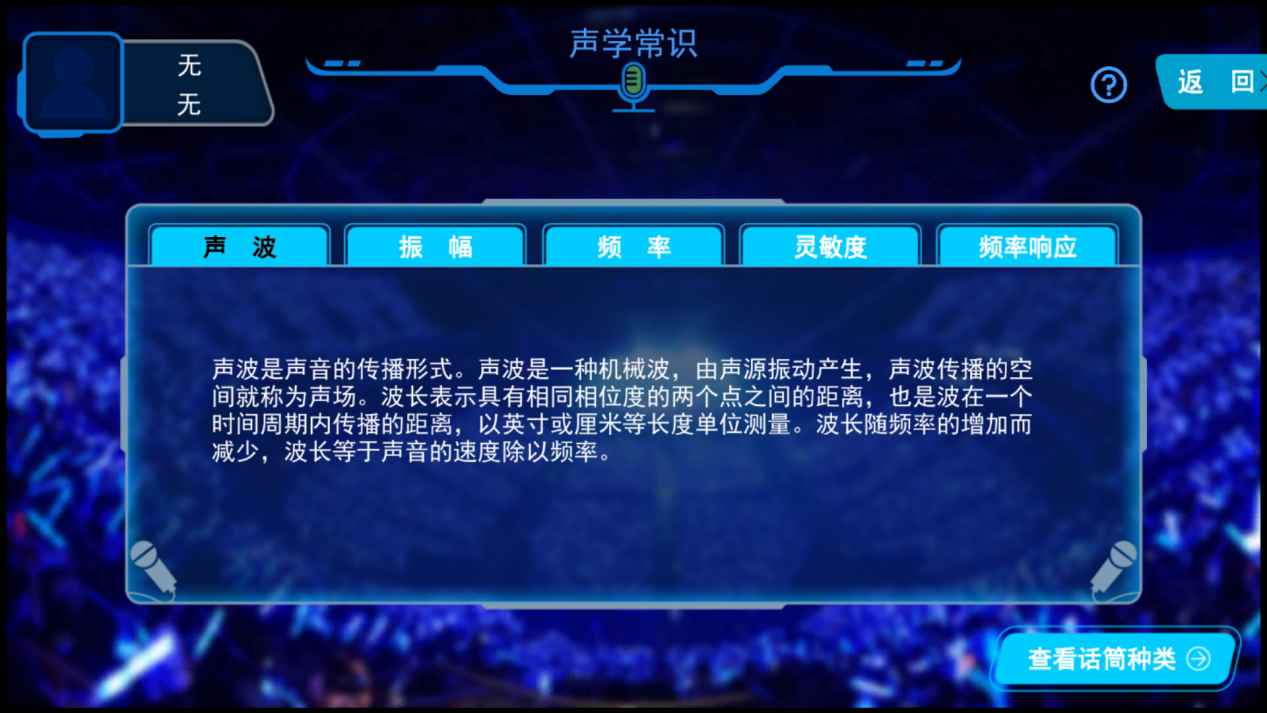 无
无
声学常识
?
返 回
声 波
振 幅
频 率
灵敏度
频率响应
声波是声音的传播形式。声波是一种机械波，由声源振动产生，声波传播的空
间就称为声场。波长表示具有相同相位度的两个点之间的距离，也是波在一个
时间周期内传播的距离，以英寸或厘米等长度单位测量。波长随频率的增加而
减少，波长等于声音的速度除以频率。
查看话筒种类